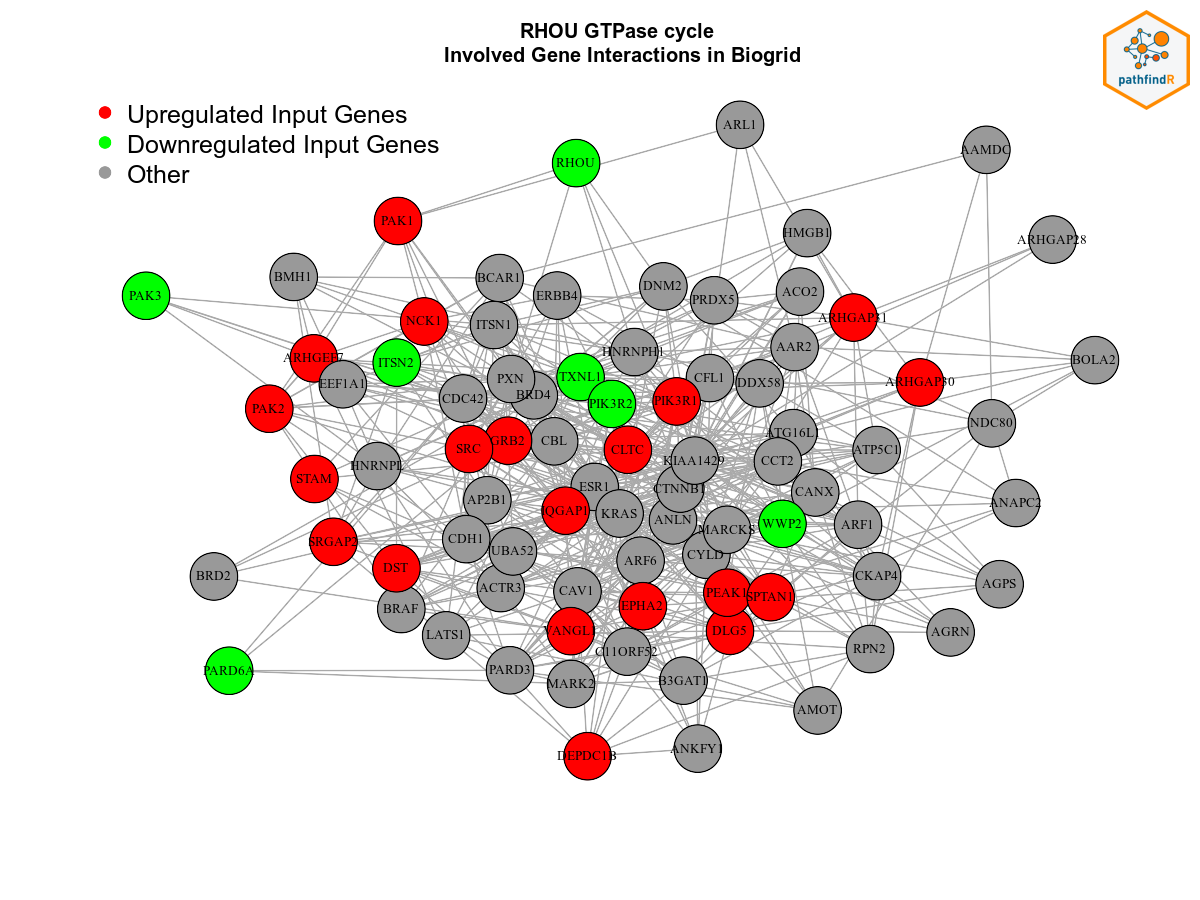 RHOU GTPase cycle
Involved Gene Interactions in Biogrid
pathfindR
Upregulated Input Genes
Downregulated Input Genes
Other
ARL1
AAMDC
RHOU
PAK1
HMGB1
ARHGAP28
BMH1
BCAR1
DNM2
ACO2
PAK3
ERBB4
PRDX5
NCK1
ITSN1
ARHGAP31
AAR2
HNRNPH1
ARHGEF7
ITSN2
BOLA2
EEF1A1
PXN
TXNL1
CFL1
DDX58
ARHGAP30
BRD4
CDC42
PIK3R2
PIK3R1
PAK2
NDC80
ATG16L1
GRB2
CBL
SRC
CLTC
ATP5C1
KIAA1429
CCT2
HNRNPL
STAM
ESR1
CTNNB1
CANX
AP2B1
ANAPC2
IQGAP1
KRAS
ANLN
MARCKS
WWP2
ARF1
SRGAP2
CDH1
UBA52
CYLD
ARF6
DST
BRD2
CKAP4
AGPS
ACTR3
CAV1
PEAK1
SPTAN1
BRAF
EPHA2
LATS1
VANGL1
DLG5
AGRN
C11ORF52
RPN2
PARD6A
PARD3
MARK2
B3GAT1
AMOT
ANKFY1
DEPDC1B